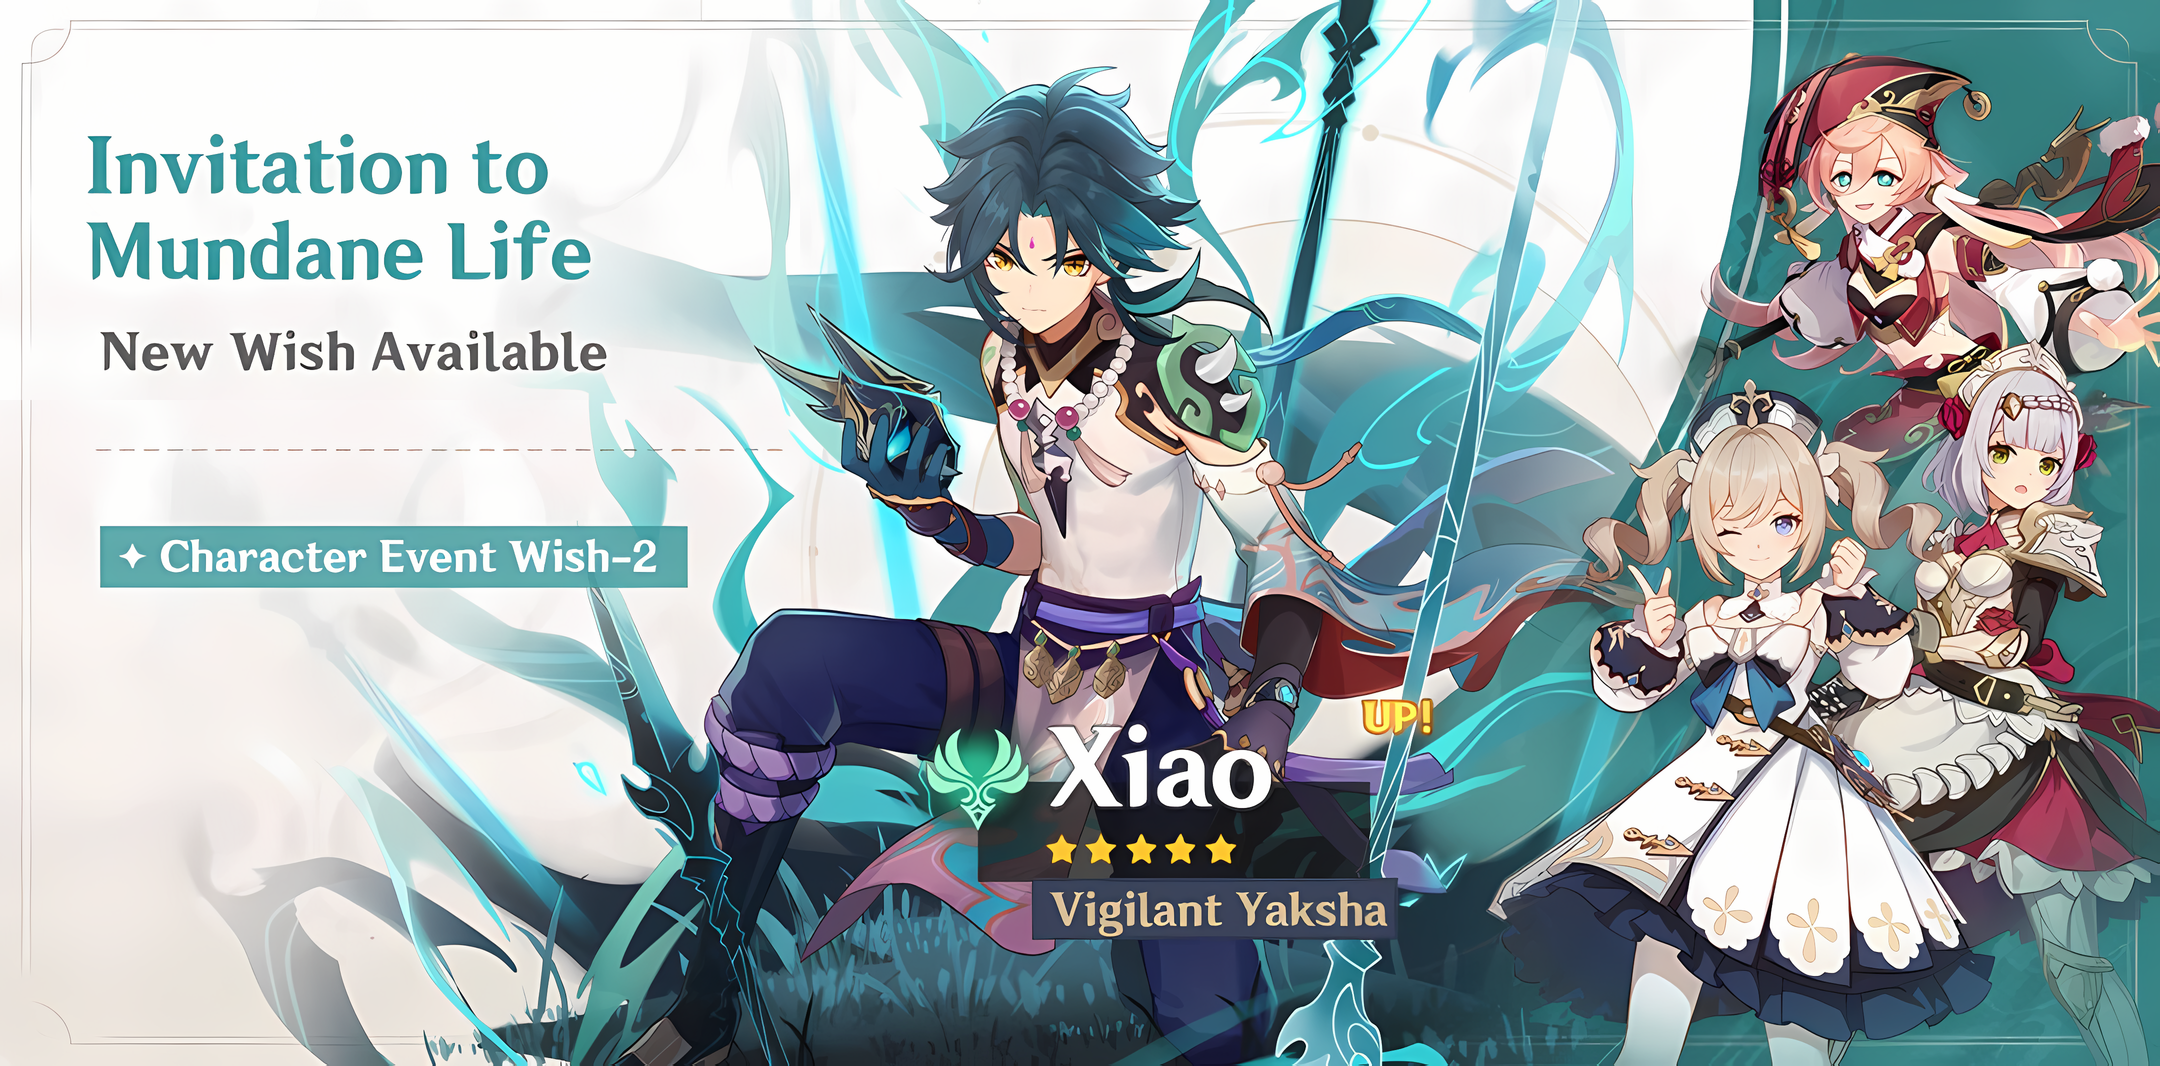 Invitation to
Mundane Life
New Wish Available
Character Event Wish-2
UP!
Xiao
Vigilant Yaksha